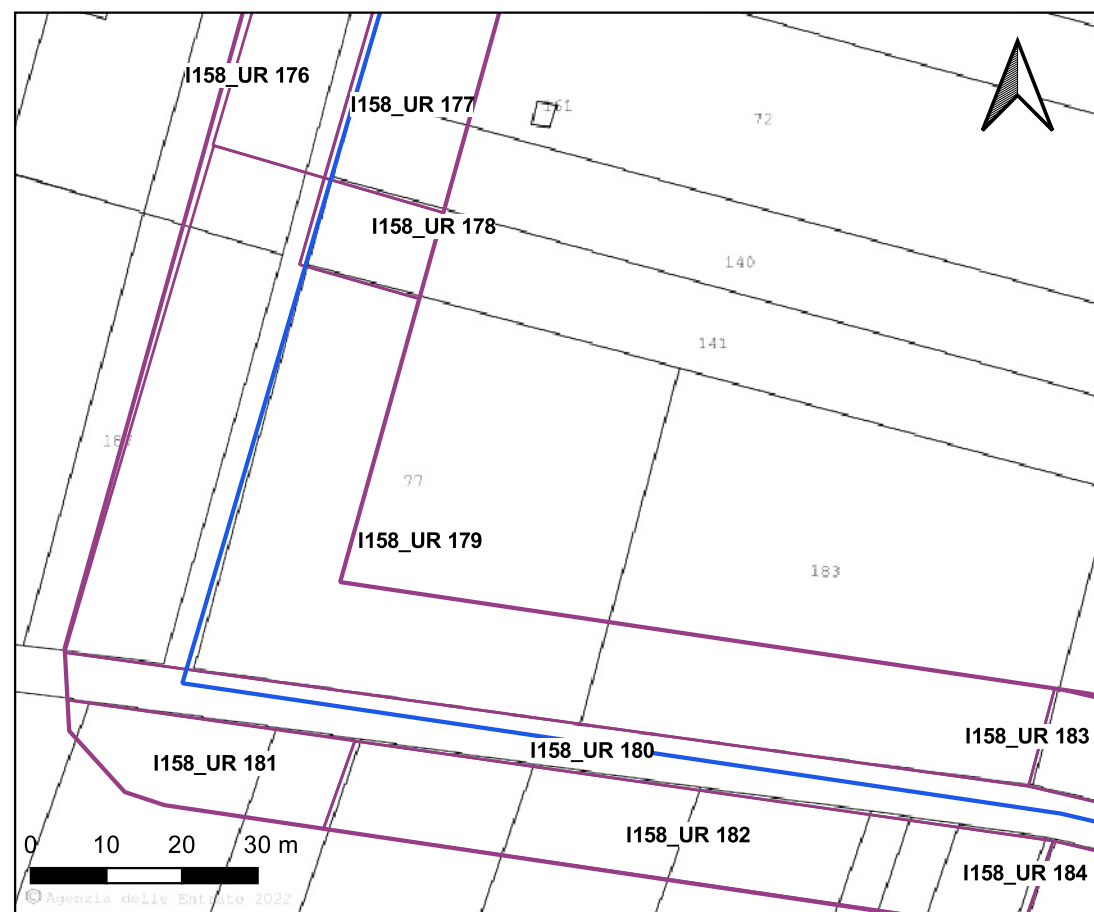 I158_UR 176
I158_UR 177
161
72
I158_UR 178
140
141
77
I158_UR 179
183
I158_UR 183
I158_UR 180
I158_UR 181
I158_UR 182
I158_UR 184
0 10 20 30 m
© Agenzia delle Entrate 2022